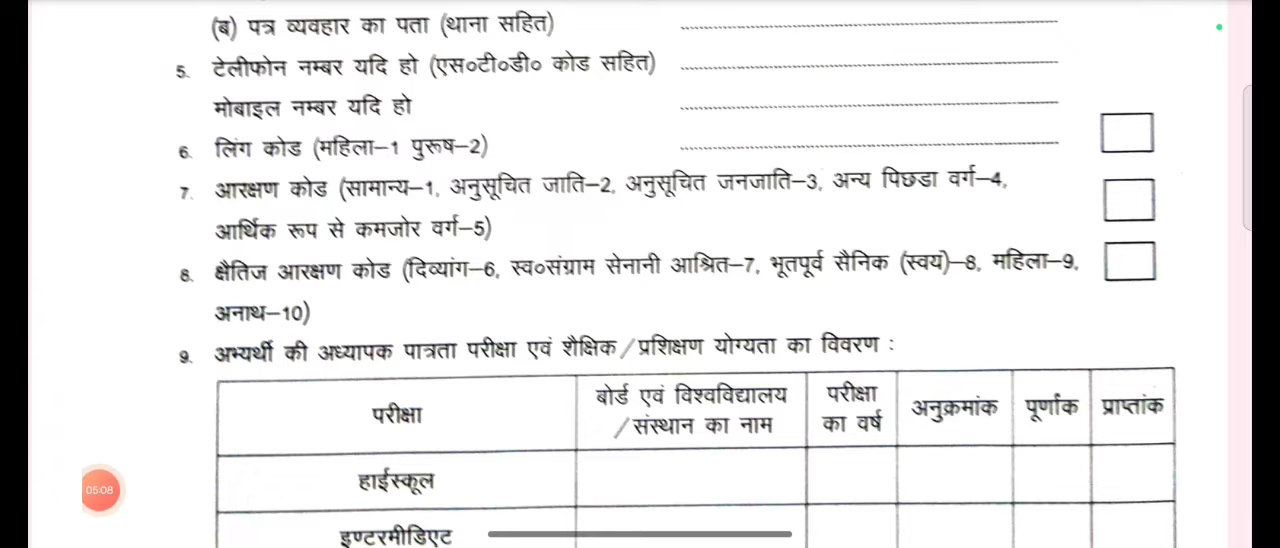 (ब) पत्र व्यवहार का पता (थाना सहित)
5. टेलीफोन नम्बर यदि हो (एस०टी०डी० कोड सहित)
मोबाइल नम्बर यदि हो
6. लिंग कोड (महिला–1 पुरूष–2)
7. आरक्षण कोड (सामान्य–1, अनुसूचित जाति–2, अनुसूचित जनजाति–3, अन्य पिछडा वर्ग–4,
आर्थिक रूप से कमजोर वर्ग–5)
8. क्षैतिज आरक्षण कोड (दिव्यांग–6, स्व०संग्राम सेनानी आश्रित–7, भूतपूर्व सैनिक (स्वयं)–8, महिला–9,
अनाथ–10)
9. अभ्यर्थी की अध्यापक पात्रता परीक्षा एवं शैक्षिक/प्रशिक्षण योग्यता का विवरण :
परीक्षा बोर्ड एवं विश्वविद्यालय परीक्षा अनुक्रमांक पूर्णांक प्राप्तांक
/संस्थान का नाम का वर्ष
हाईस्कूल
05:08
इण्टरमीडिएट